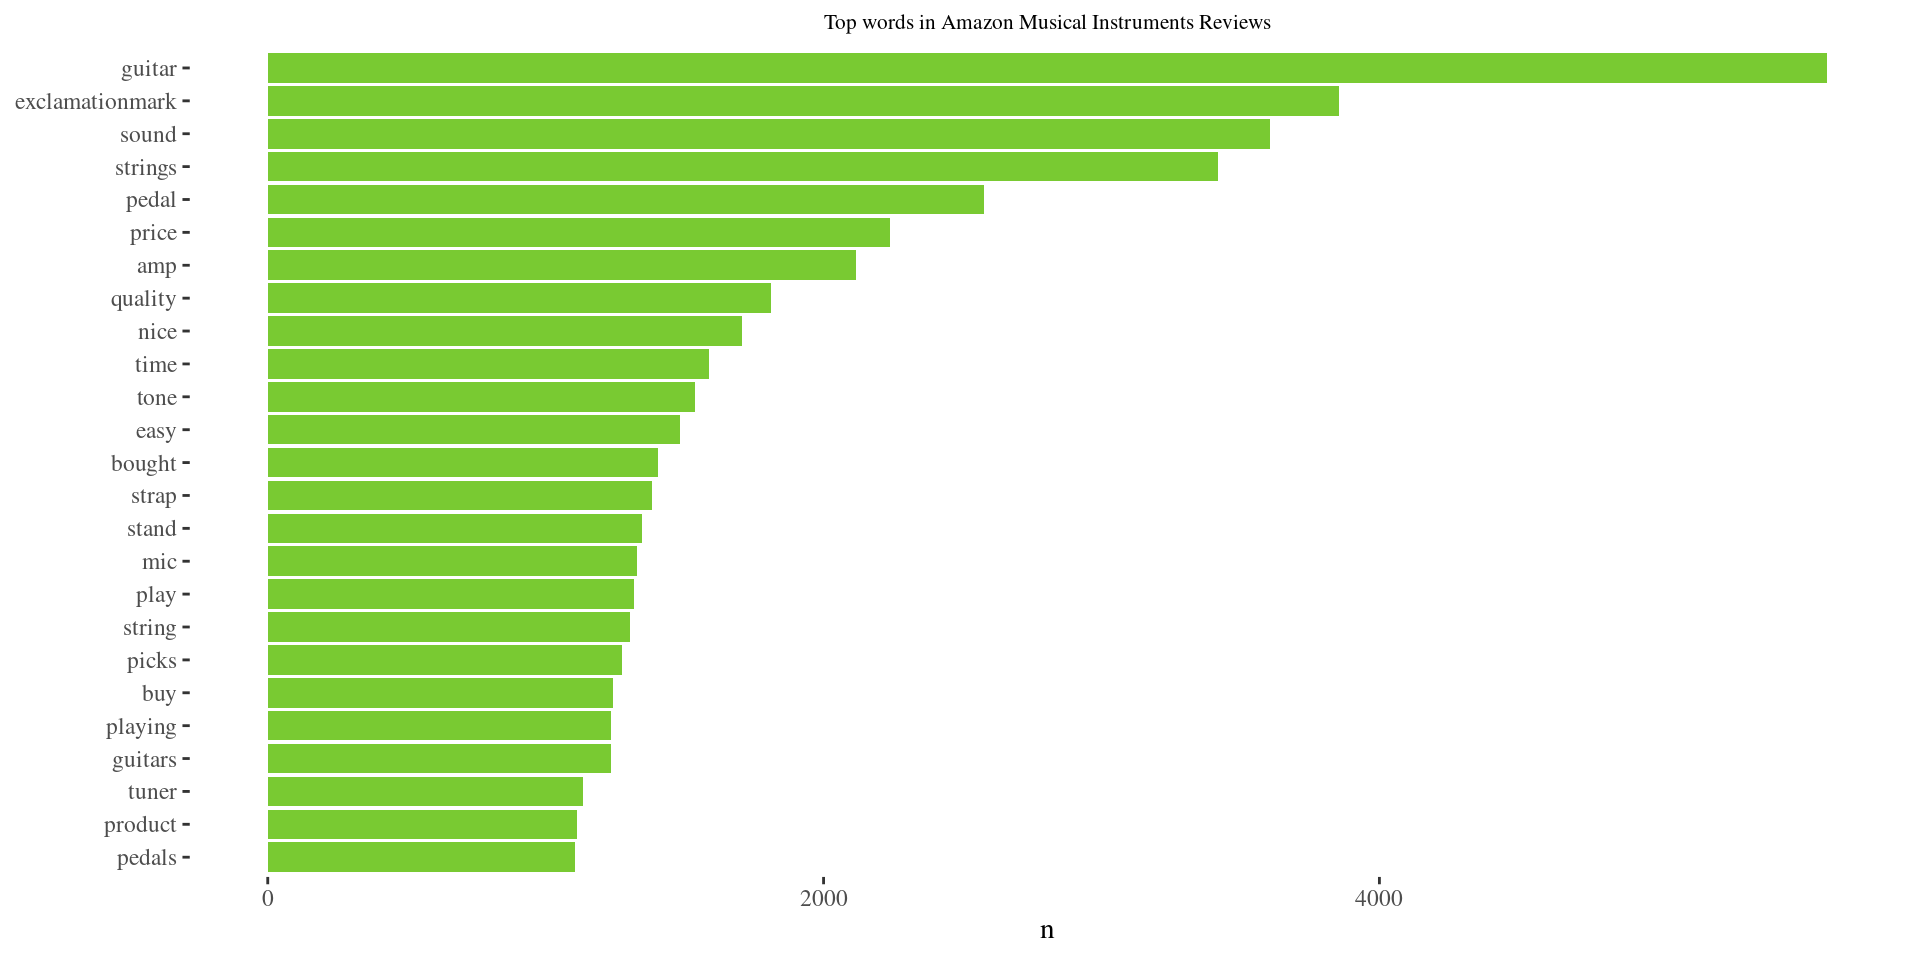 Top words in Amazon Musical Instruments Reviews
guitar
exclamationmark
sound
strings
pedal
price
amp
quality
nice
time
tone
easy
bought
strap
stand
mic
play
string
picks
buy
playing
guitars
tuner
product
pedals
0 2000 4000
n